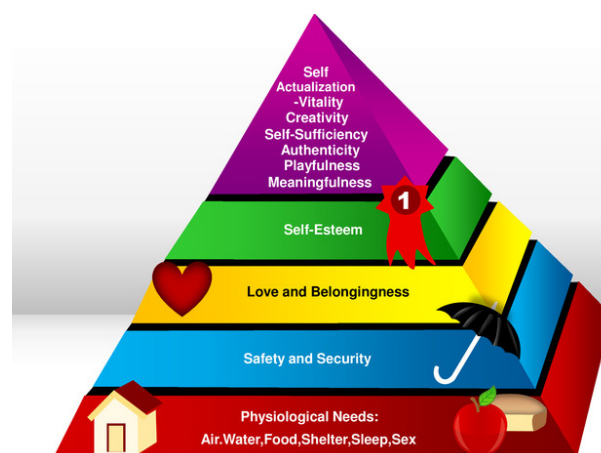 Self
Actualization
-Vitality
Creativity
Self-Sufficiency
Authenticity
Playfulness
Meaningfulness
1
Self-Esteem
Love and Belongingness
Safety and Security
Physiological Needs:
Air.Water,Food,Shelter,Sleep,Sex